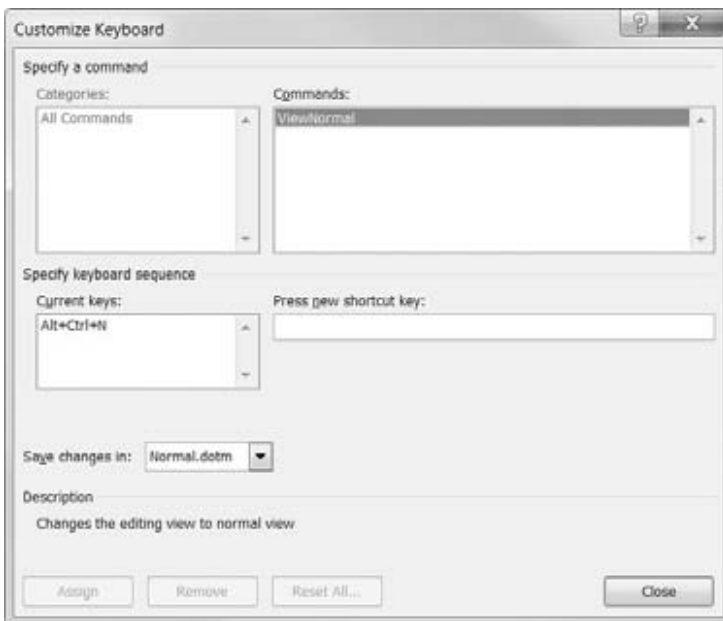 Customize Keyboard
Specify a command
Categories:
Commands:
All Commands
ViewNormal
Specify keyboard sequence
Current keys:
Press new shortcut key:
Alt+Ctrl+N
Save changes in: Normal.dotm
Description
Changes the editing view to normal view
Assign Remove Reset All... Close